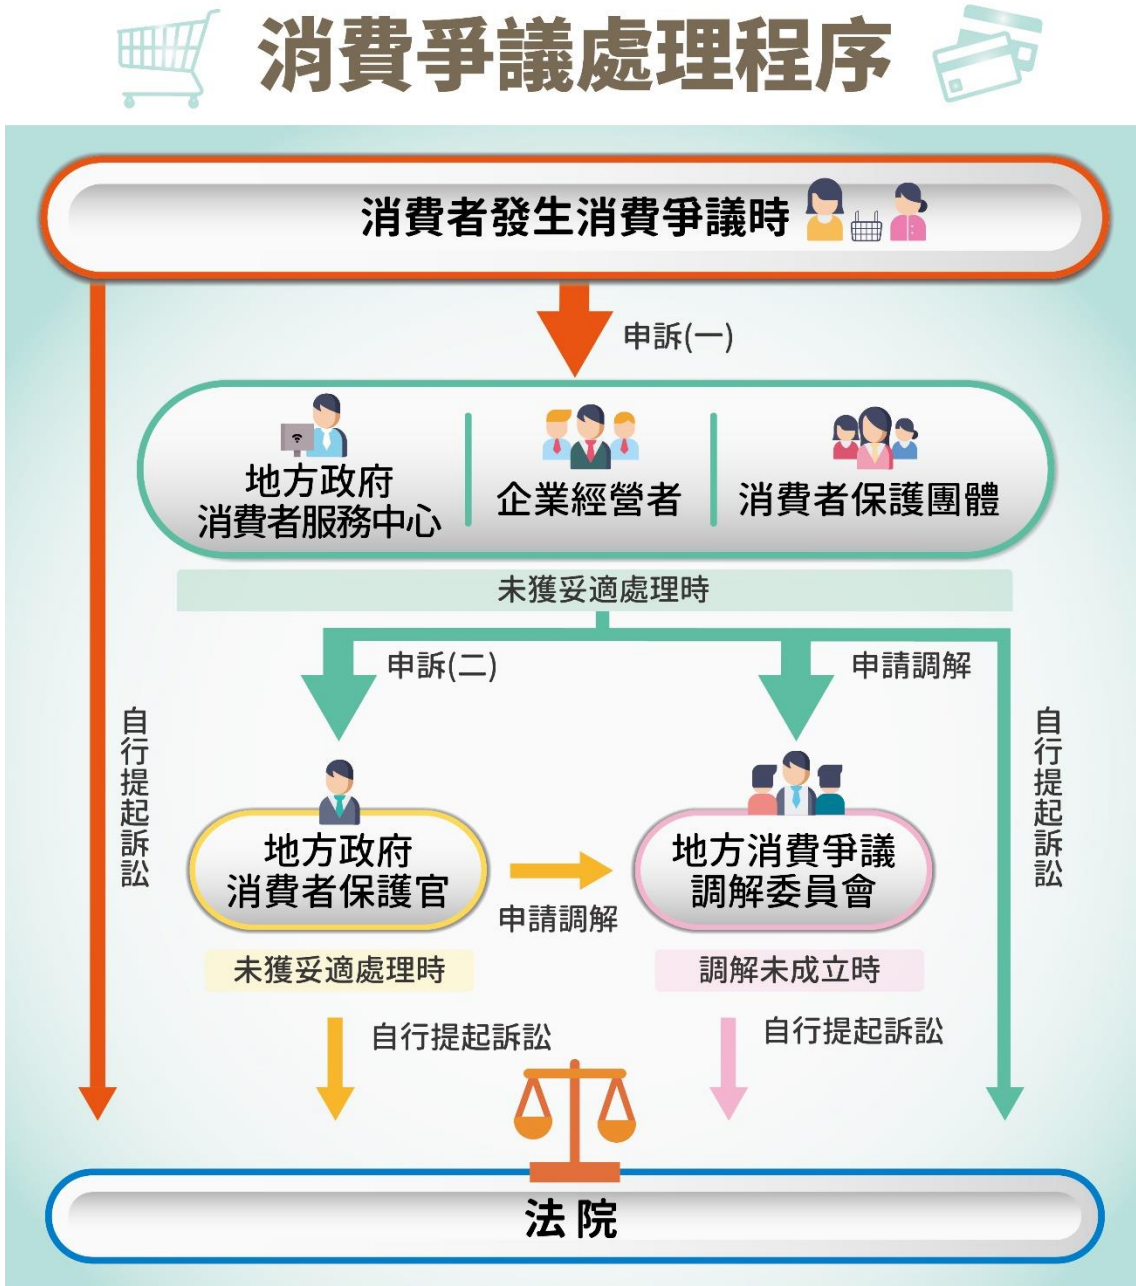 消費爭議處理程序
消費者發生消費爭議時
申訴(一)
地方政府
消費者服務中心
企業經營者
消費者保護團體
未獲妥適處理時
申訴(二)
申請調解
自行提起訴訟
自行提起訴訟
地方政府
消費者保護官
申請調解
地方消費爭議
調解委員會
未獲妥適處理時
調解未成立時
自行提起訴訟
自行提起訴訟
法院